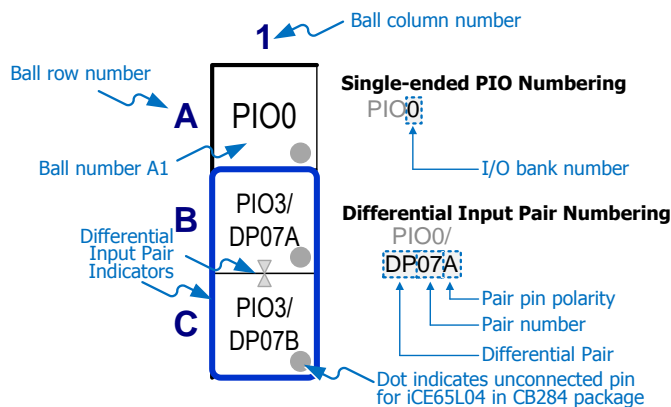 Ball column number
1
Ball row number
A
PIO0
Ball number A1
Single-ended PIO Numbering
PIO0
I/O bank number
B
PIO3/
DP07A
Differential
Input Pair
Indicators
C
PIO3/
DP07B
Differential Input Pair Numbering
PIO0/
DP07A
Pair pin polarity
Pair number
Differential Pair
Dot indicates unconnected pin
for iCE65L04 in CB284 package